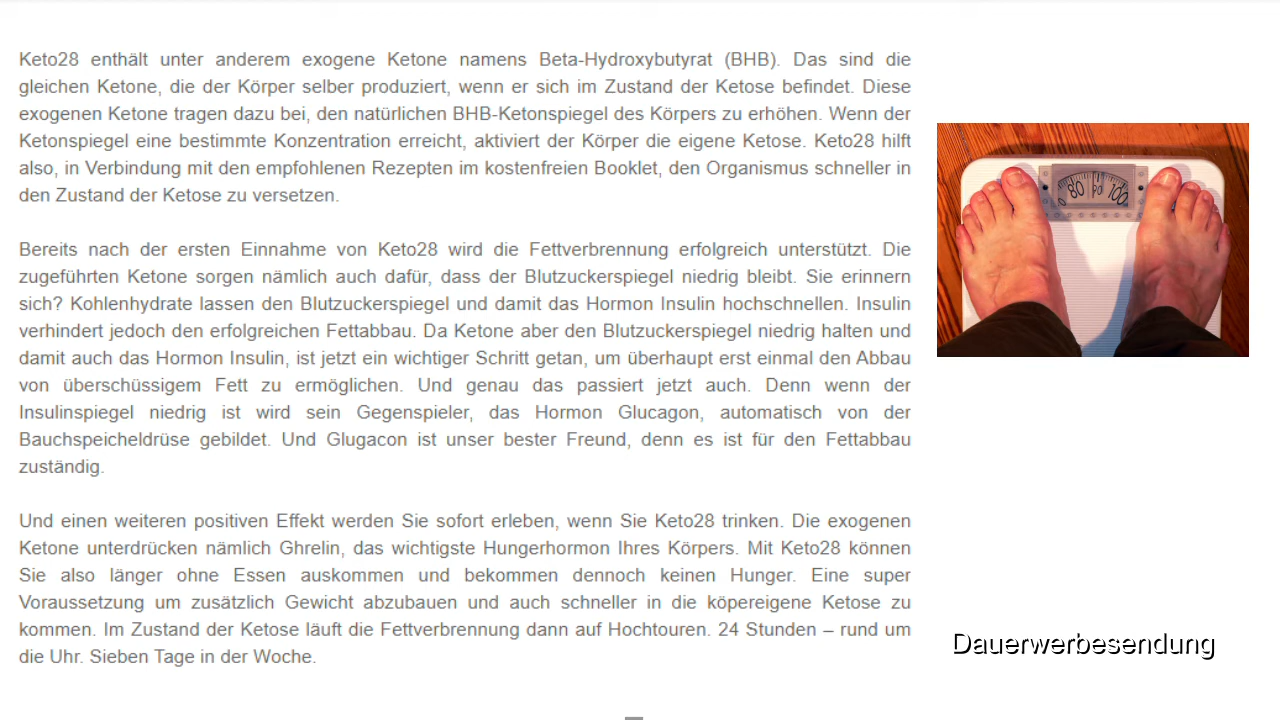 Keto28 enthält unter anderem exogene Ketone namens Beta-Hydroxybutyrat (BHB). Das sind die
gleichen Ketone, die der Körper selber produziert, wenn er sich im Zustand der Ketose befindet. Diese
exogenen Ketone tragen dazu bei, den natürlichen BHB-Ketonspiegel des Körpers zu erhöhen. Wenn der
Ketonspiegel eine bestimmte Konzentration erreicht, aktiviert der Körper die eigene Ketose. Keto28 hilft
also, in Verbindung mit den empfohlenen Rezepten im kostenfreien Booklet, den Organismus schneller in
den Zustand der Ketose zu versetzen.
Bereits nach der ersten Einnahme von Keto28 wird die Fettverbrennung erfolgreich unterstützt. Die
zugeführten Ketone sorgen nämlich auch dafür, dass der Blutzuckerspiegel niedrig bleibt. Sie erinnern
sich? Kohlenhydrate lassen den Blutzuckerspiegel und damit das Hormon Insulin hochschnellen. Insulin
verhindert jedoch den erfolgreichen Fettabbau. Da Ketone aber den Blutzuckerspiegel niedrig halten und
damit auch das Hormon Insulin, ist jetzt ein wichtiger Schritt getan, um überhaupt erst einmal den Abbau
von überschüssigem Fett zu ermöglichen. Und genau das passiert jetzt auch. Denn wenn der
Insulinspiegel niedrig ist wird sein Gegenspieler, das Hormon Glucagon, automatisch von der
Bauchspeicheldrüse gebildet. Und Glugacon ist unser bester Freund, denn es ist für den Fettabbau
zuständig.
Und einen weiteren positiven Effekt werden Sie sofort erleben, wenn Sie Keto28 trinken. Die exogenen
Ketone unterdrücken nämlich Ghrelin, das wichtigste Hungerhormon Ihres Körpers. Mit Keto28 können
Sie also länger ohne Essen auskommen und bekommen dennoch keinen Hunger. Eine super
Voraussetzung um zusätzlich Gewicht abzubauen und auch schneller in die köpereigene Ketose zu
kommen. Im Zustand der Ketose läuft die Fettverbrennung dann auf Hochtouren. 24 Stunden – rund um
die Uhr. Sieben Tage in der Woche.
80 90 100
Dauerwerbesendung